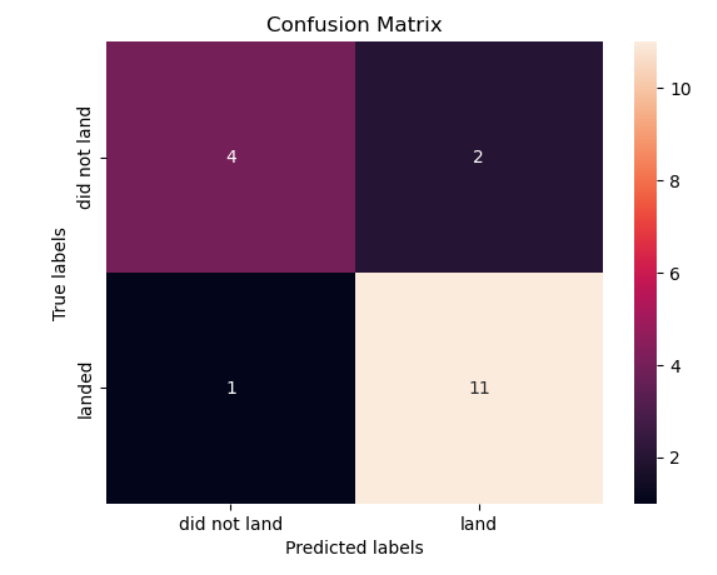 Confusion Matrix
True labels
did not land
4
2
landed
1
11
did not land
land
Predicted labels
10
8
6
4
2